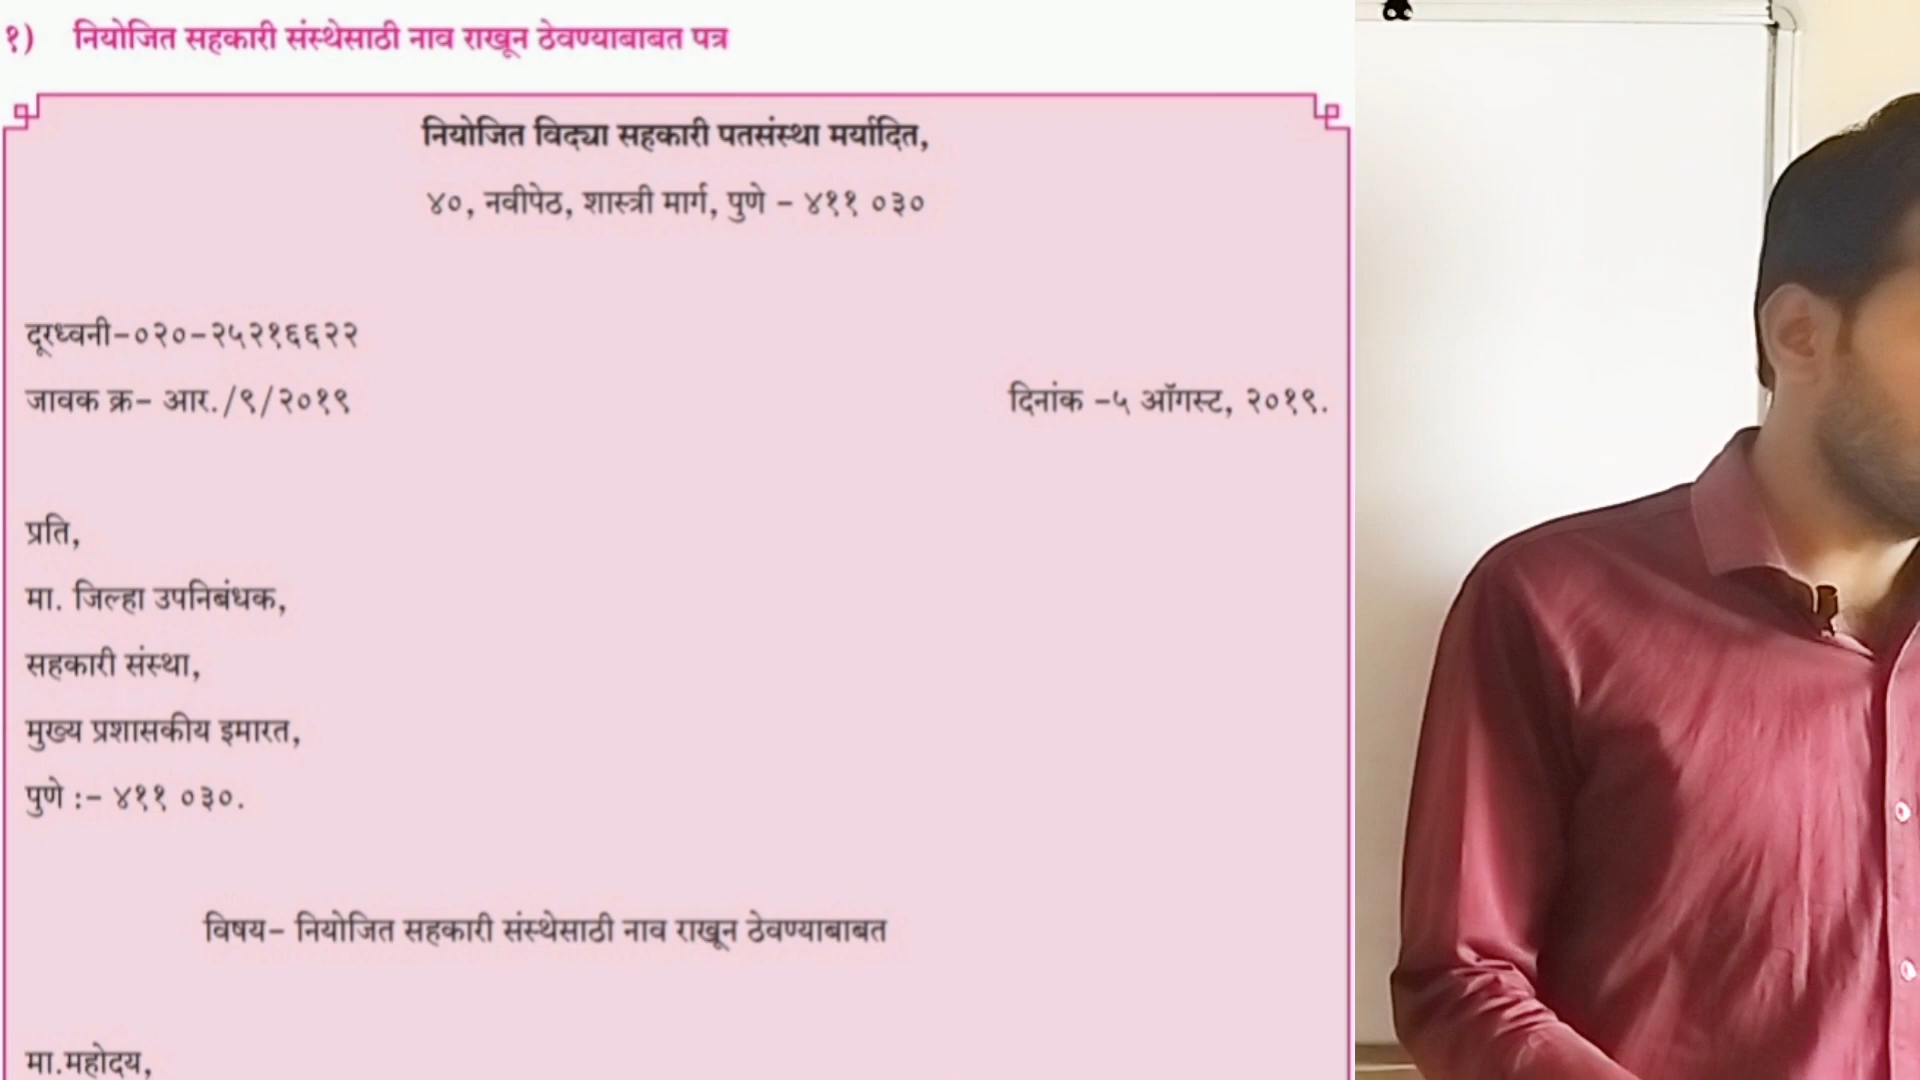 १) नियोजित सहकारी संस्थेसाठी नाव राखून ठेवण्याबाबत पत्र
नियोजित विद्या सहकारी पतसंस्था मर्यादित,
४०, नवीपेठ, शास्त्री मार्ग, पुणे – ४११ ०३०
दूरध्वनी–०२०–२५२१६६२२
जावक क्र– आर./९/२०१९
दिनांक –५ ऑगस्ट, २०१९.
प्रति,
मा. जिल्हा उपनिबंधक,
सहकारी संस्था,
मुख्य प्रशासकीय इमारत,
पुणे :– ४११ ०३०.
विषय– नियोजित सहकारी संस्थेसाठी नाव राखून ठेवण्याबाबत
मा.महोदय,